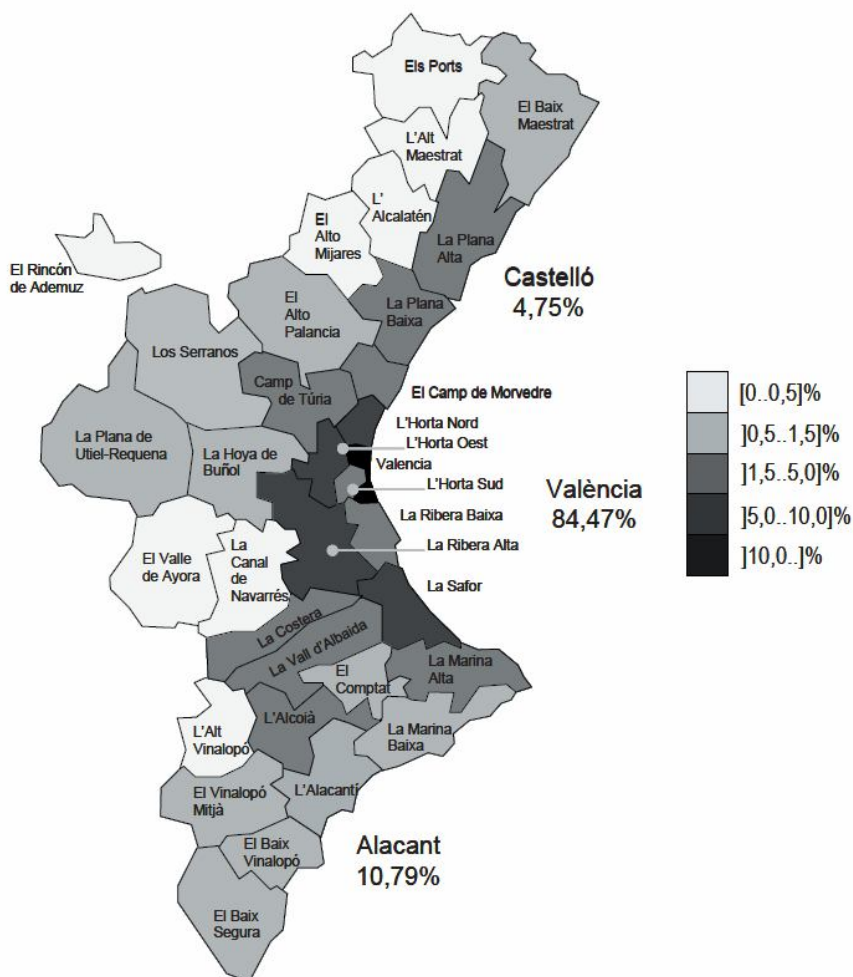 Els Ports
El Baix
Maestrat
L'Alt
Maestrat
L'
Alcalatén
El
Alto
Mijares
La Plana
Alta
El Rincón
de Ademuz
Castelló
4,75%
La Plana
Baixa
El
Alto
Palancia
Los Serranos
Camp
de Túria
El Camp de Morvedre
[0..0,5]%
]0,5..1,5]%
]1,5..5,0]%
]5,0..10,0]%
]10,0..]%
L'Horta Nord
L'Horta Oest
Valencia
L'Horta Sud
La Plana de
Utiel-Requena
La Hoya de
Buñol
València
84,47%
La Ribera Baixa
La Ribera Alta
El Valle
de Ayora
La
Canal
de
Navarrés
La Safor
La Costera
La Vall d'Albaida
El
Comptat
La Marina
Alta
L'Alcoià
L'Alt
Vinalopó
La Marina
Baixa
El Vinalopó
Mitjà
L'Alacantí
El Baix
Vinalopó
Alacant
10,79%
El Baix
Segura